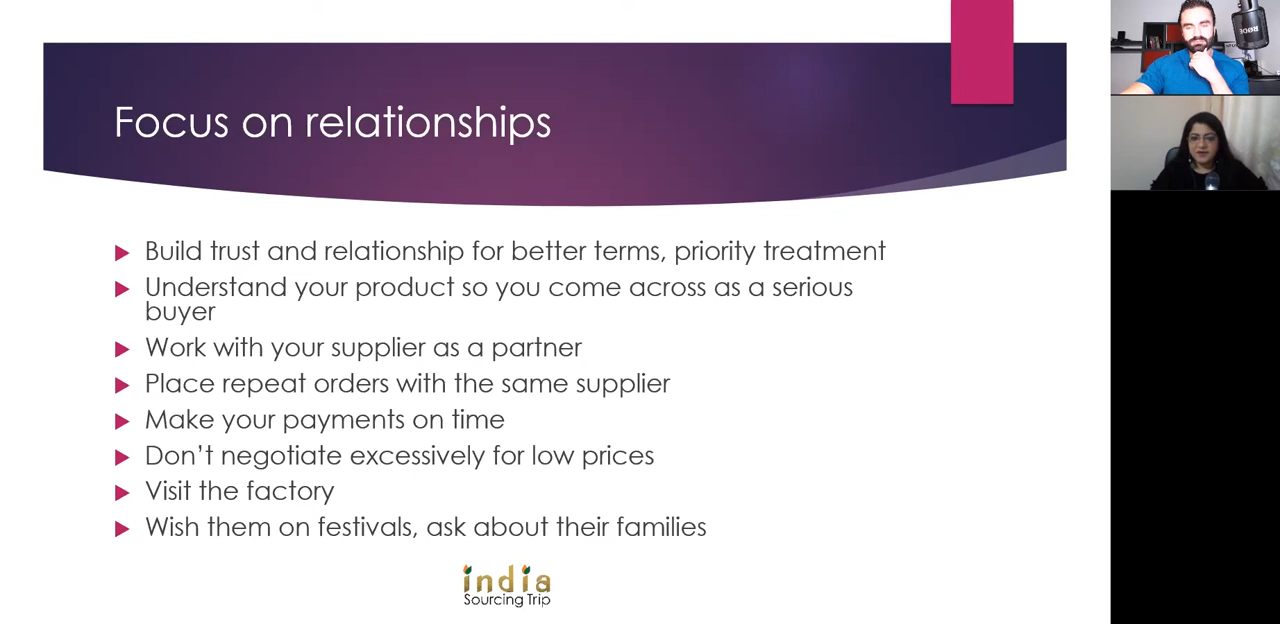 Focus on relationships
Build trust and relationship for better terms, priority treatment
Understand your product so you come across as a serious
buyer
Work with your supplier as a partner
Place repeat orders with the same supplier
Make your payments on time
Don’t negotiate excessively for low prices
Visit the factory
Wish them on festivals, ask about their families
india
Sourcing Trip
RØDE